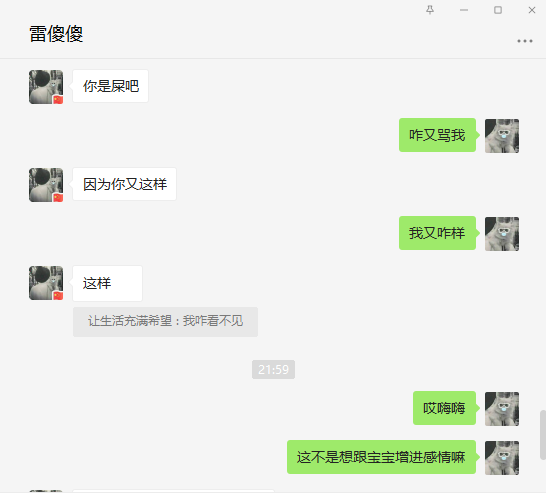 雷傻傻
你是屎吧
咋又骂我
因为你又这样
我又咋样
这样
让生活充满希望：我咋看不见
21:59
哎嗨嗨
这不是想跟宝宝增进感情嘛